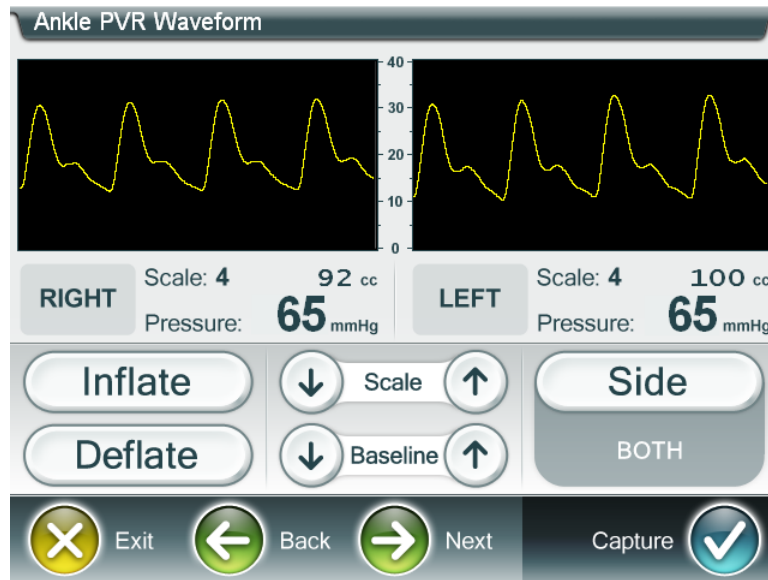 Ankle PVR Waveform
40
30
20
10
0
RIGHT
Scale: 4
92 cc
Pressure: 65 mmHg
LEFT
Scale: 4
100 cc
Pressure: 65 mmHg
Inflate
Scale
Side
Deflate
Baseline
BOTH
Exit
Back
Next
Capture